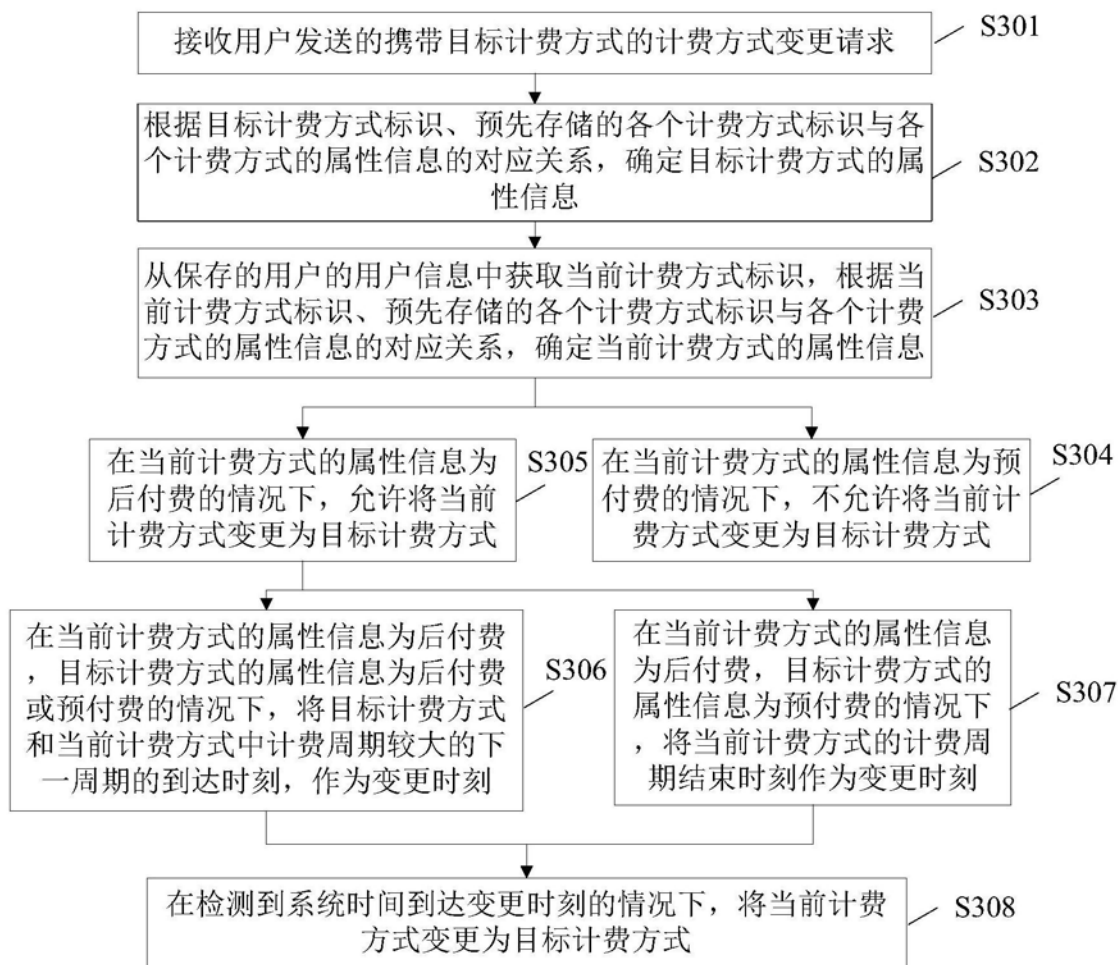 接收用户发送的携带目标计费方式的计费方式变更请求
S301
根据目标计费方式标识、预先存储的各个计费方式标识与各
个计费方式的属性信息的对应关系，确定目标计费方式的属
性信息
S302
从保存的用户的用户信息中获取当前计费方式标识，根据当
前计费方式标识、预先存储的各个计费方式标识与各个计费
方式的属性信息的对应关系，确定当前计费方式的属性信息
S303
在当前计费方式的属性信息为
后付费的情况下，允许将当前
计费方式变更为目标计费方式
S305
在当前计费方式的属性信息为预
付费的情况下，不允许将当前计
费方式变更为目标计费方式
S304
在当前计费方式的属性信息为后付费
，目标计费方式的属性信息为后付费
或预付费的情况下，将目标计费方式
和当前计费方式中计费周期较大的下
一周期的到达时刻，作为变更时刻
S306
在当前计费方式的属性信息
为后付费，目标计费方式的
属性信息为预付费的情况下
，将当前计费方式的计费周
期结束时刻作为变更时刻
S307
在检测到系统时间到达变更时刻的情况下，将当前计费
方式变更为目标计费方式
S308